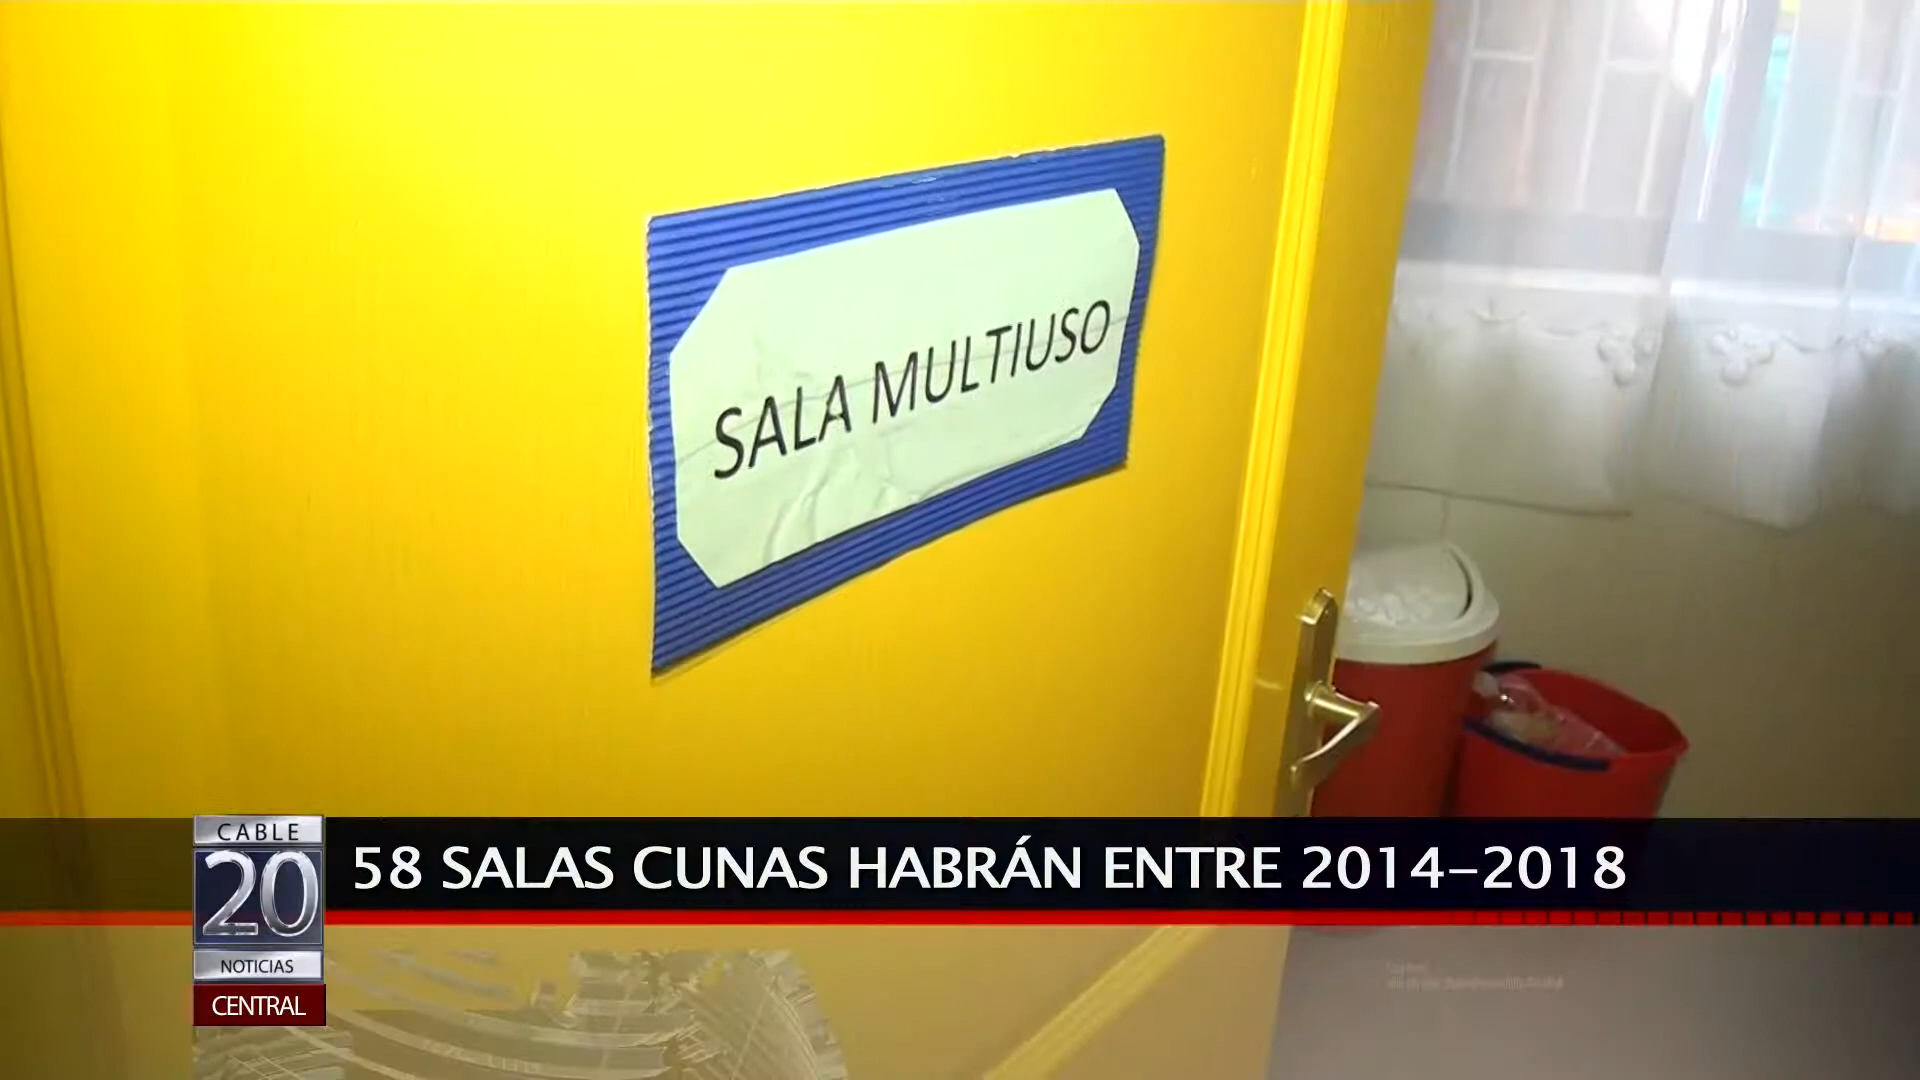 SALA MULTIUSO
CABLE
20
NOTICIAS
CENTRAL
58 SALAS CUNAS HABRÁN ENTRE 2014-2018